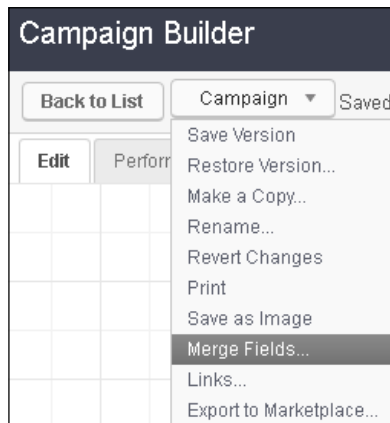 Campaign Builder
Back to List Campaign ▼ Saved
Edit Perforr
Save Version
Restore Version...
Make a Copy...
Rename...
Revert Changes
Print
Save as Image
Merge Fields...
Links...
Export to Marketplace...